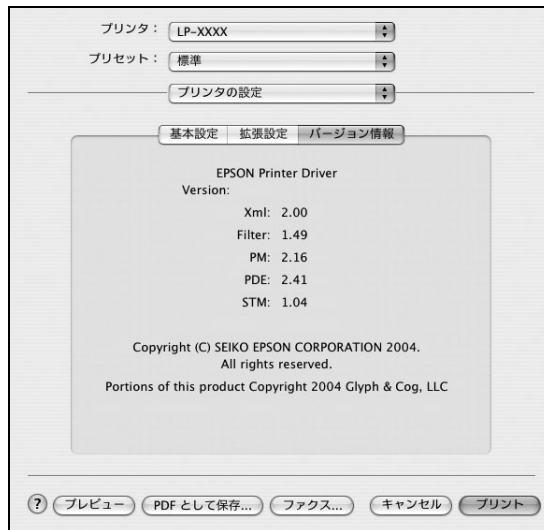 プリンタ： LP-XXXX
プリセット： 標準
プリンタの設定
基本設定 拡張設定 バージョン情報
EPSON Printer Driver
Version:
Xml: 2.00
Filter: 1.49
PM: 2.16
PDE: 2.41
STM: 1.04
Copyright (C) SEIKO EPSON CORPORATION 2004.
All rights reserved.
Portions of this product Copyright 2004 Glyph & Cog, LLC
? プレビュー PDF として保存... ファクス... キャンセル プリント